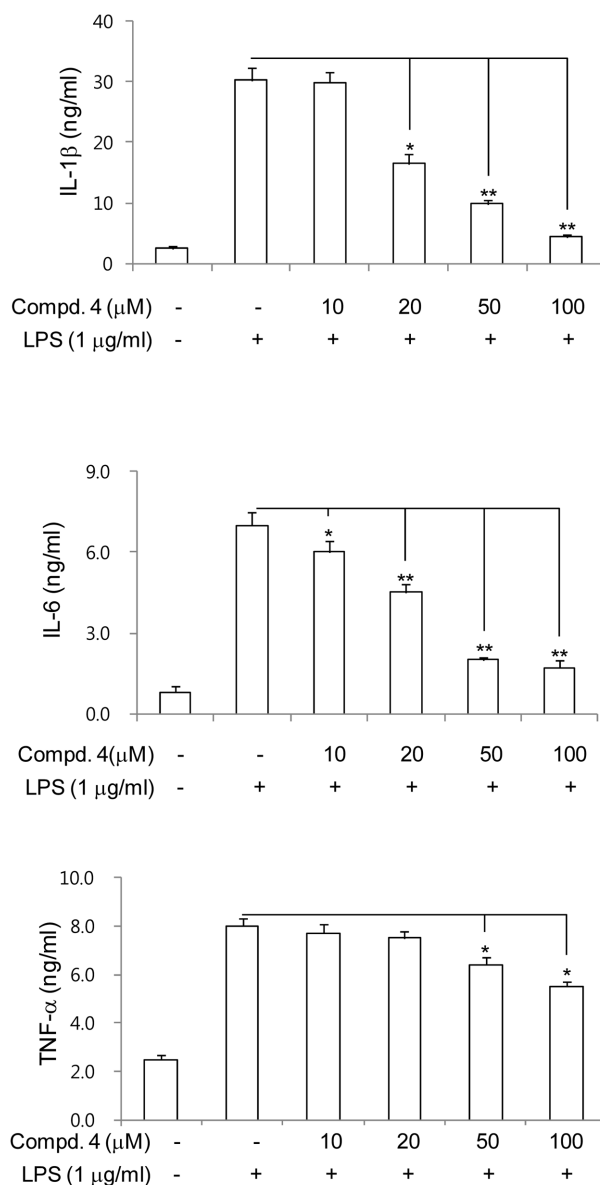 40
30
20
10
0
IL-1β (ng/ml)
*
**
**
Compd. 4 (μM) - - 10 20 50 100
LPS (1 μg/ml) - + + + + +
9.0
6.0
3.0
0.0
IL-6 (ng/ml)
*
**
**
**
Compd. 4(μM) - - 10 20 50 100
LPS (1 μg/ml) - + + + + +
10.0
8.0
6.0
4.0
2.0
0.0
TNF-α (ng/ml)
*
*
Compd. 4 (μM) - - 10 20 50 100
LPS (1 μg/ml) - + + + + +